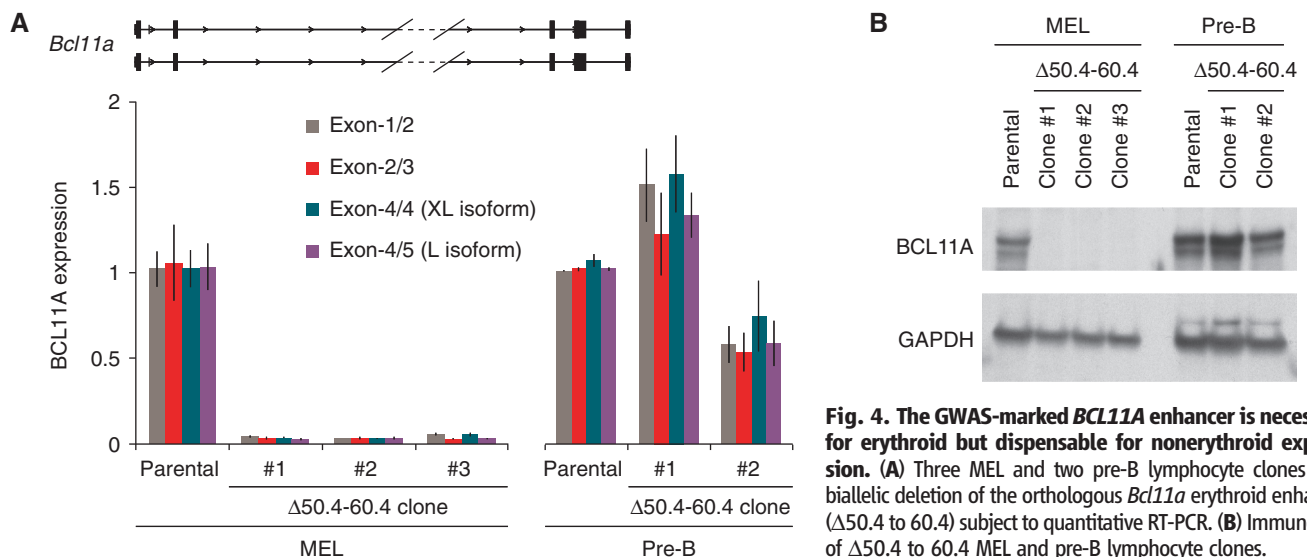 A
Bcl11a
2
1.5
1
0.5
0
BCL11A expression
Exon-1/2
Exon-2/3
Exon-4/4 (XL isoform)
Exon-4/5 (L isoform)
Parental #1 #2 #3 Parental #1 #2
Δ50.4-60.4 clone Δ50.4-60.4 clone
MEL Pre-B
B
MEL Pre-B
Δ50.4-60.4 Δ50.4-60.4
Parental Clone #1 Clone #2 Clone #3 Parental Clone #1 Clone #2
BCL11A
GAPDH
Fig. 4. The GWAS-marked BCL11A enhancer is neces
for erythroid but dispensable for nonerythroid exp
sion. (A) Three MEL and two pre-B lymphocyte clones
biallelic deletion of the orthologous Bcl11a erythroid enha
(Δ50.4 to 60.4) subject to quantitative RT-PCR. (B) Immun
of Δ50.4 to 60.4 MEL and pre-B lymphocyte clones.